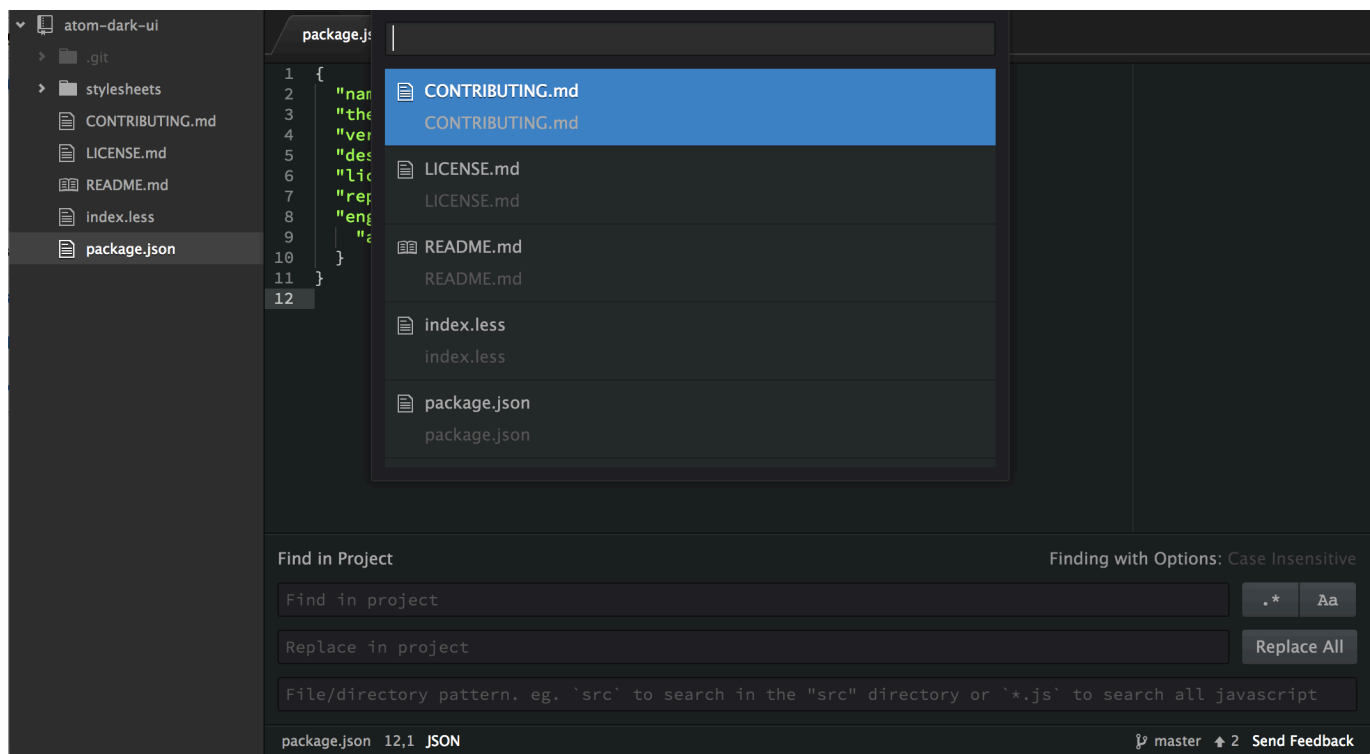 atom-dark-ui
.git
stylesheets
CONTRIBUTING.md
LICENSE.md
README.md
index.less
package.json
package.js
1 {
2 "nam
3 "the
4 "ver
5 "des
6 "lic
7 "rep
8 "eng
9 "a
10 }
11 }
12
CONTRIBUTING.md
CONTRIBUTING.md
LICENSE.md
LICENSE.md
README.md
README.md
index.less
index.less
package.json
package.json
Find in Project
Finding with Options: Case Insensitive
Find in project
.* Aa
Replace in project
Replace All
File/directory pattern. eg. `src` to search in the "src" directory or `*.js` to search all javascript
package.json 12,1 JSON
master 2 Send Feedback